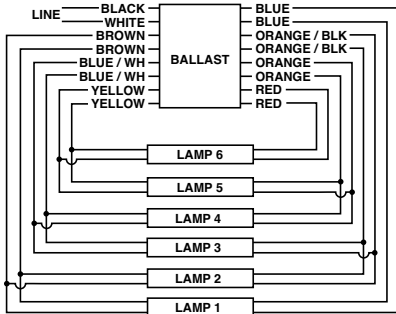 LINE
BLACK
WHITE
BROWN
BROWN
BLUE / WH
BLUE / WH
YELLOW
YELLOW
BALLAST
BLUE
BLUE
ORANGE / BLK
ORANGE / BLK
ORANGE
ORANGE
RED
RED
LAMP 6
LAMP 5
LAMP 4
LAMP 3
LAMP 2
LAMP 1